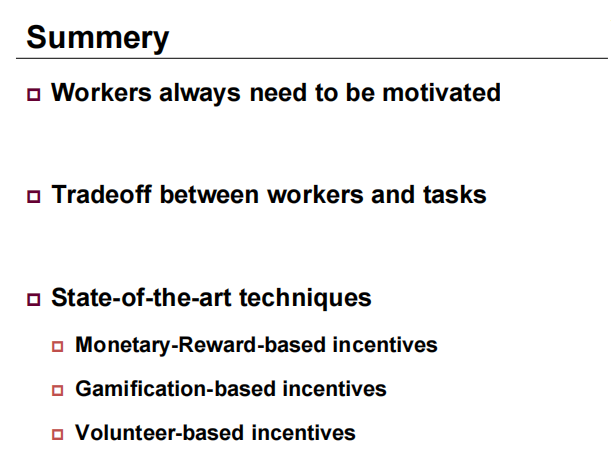 Summery
Workers always need to be motivated
Tradeoff between workers and tasks
State-of-the-art techniques
Monetary-Reward-based incentives
Gamification-based incentives
Volunteer-based incentives